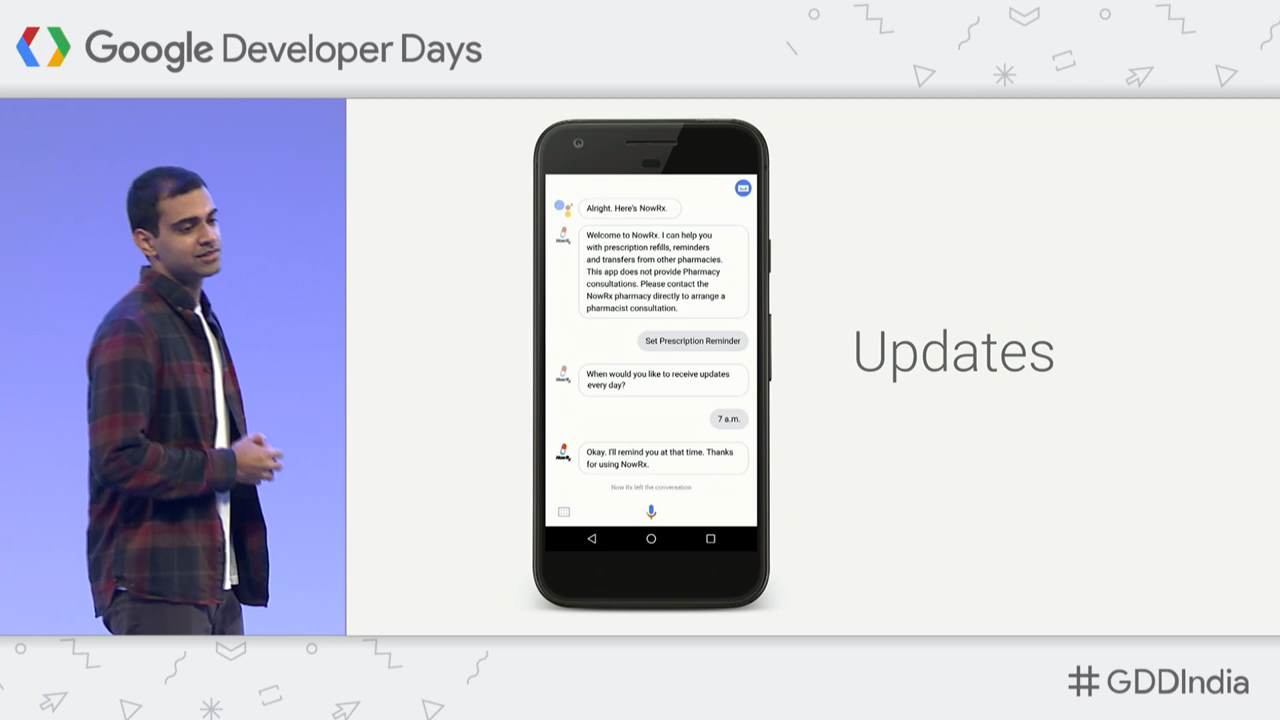 Google Developer Days
Alright. Here's NowRx.
Welcome to NowRx. I can help you
with prescription refills, reminders
and transfers from other pharmacies.
This app does not provide Pharmacy
consultations. Please contact the
NowRx pharmacy directly to arrange a
pharmacist consultation.
Set Prescription Reminder
When would you like to receive updates
every day?
7 a.m.
Okay. I'll remind you at that time. Thanks
for using NowRx.
Now Rx left the conversation
Updates
#GDDIndia